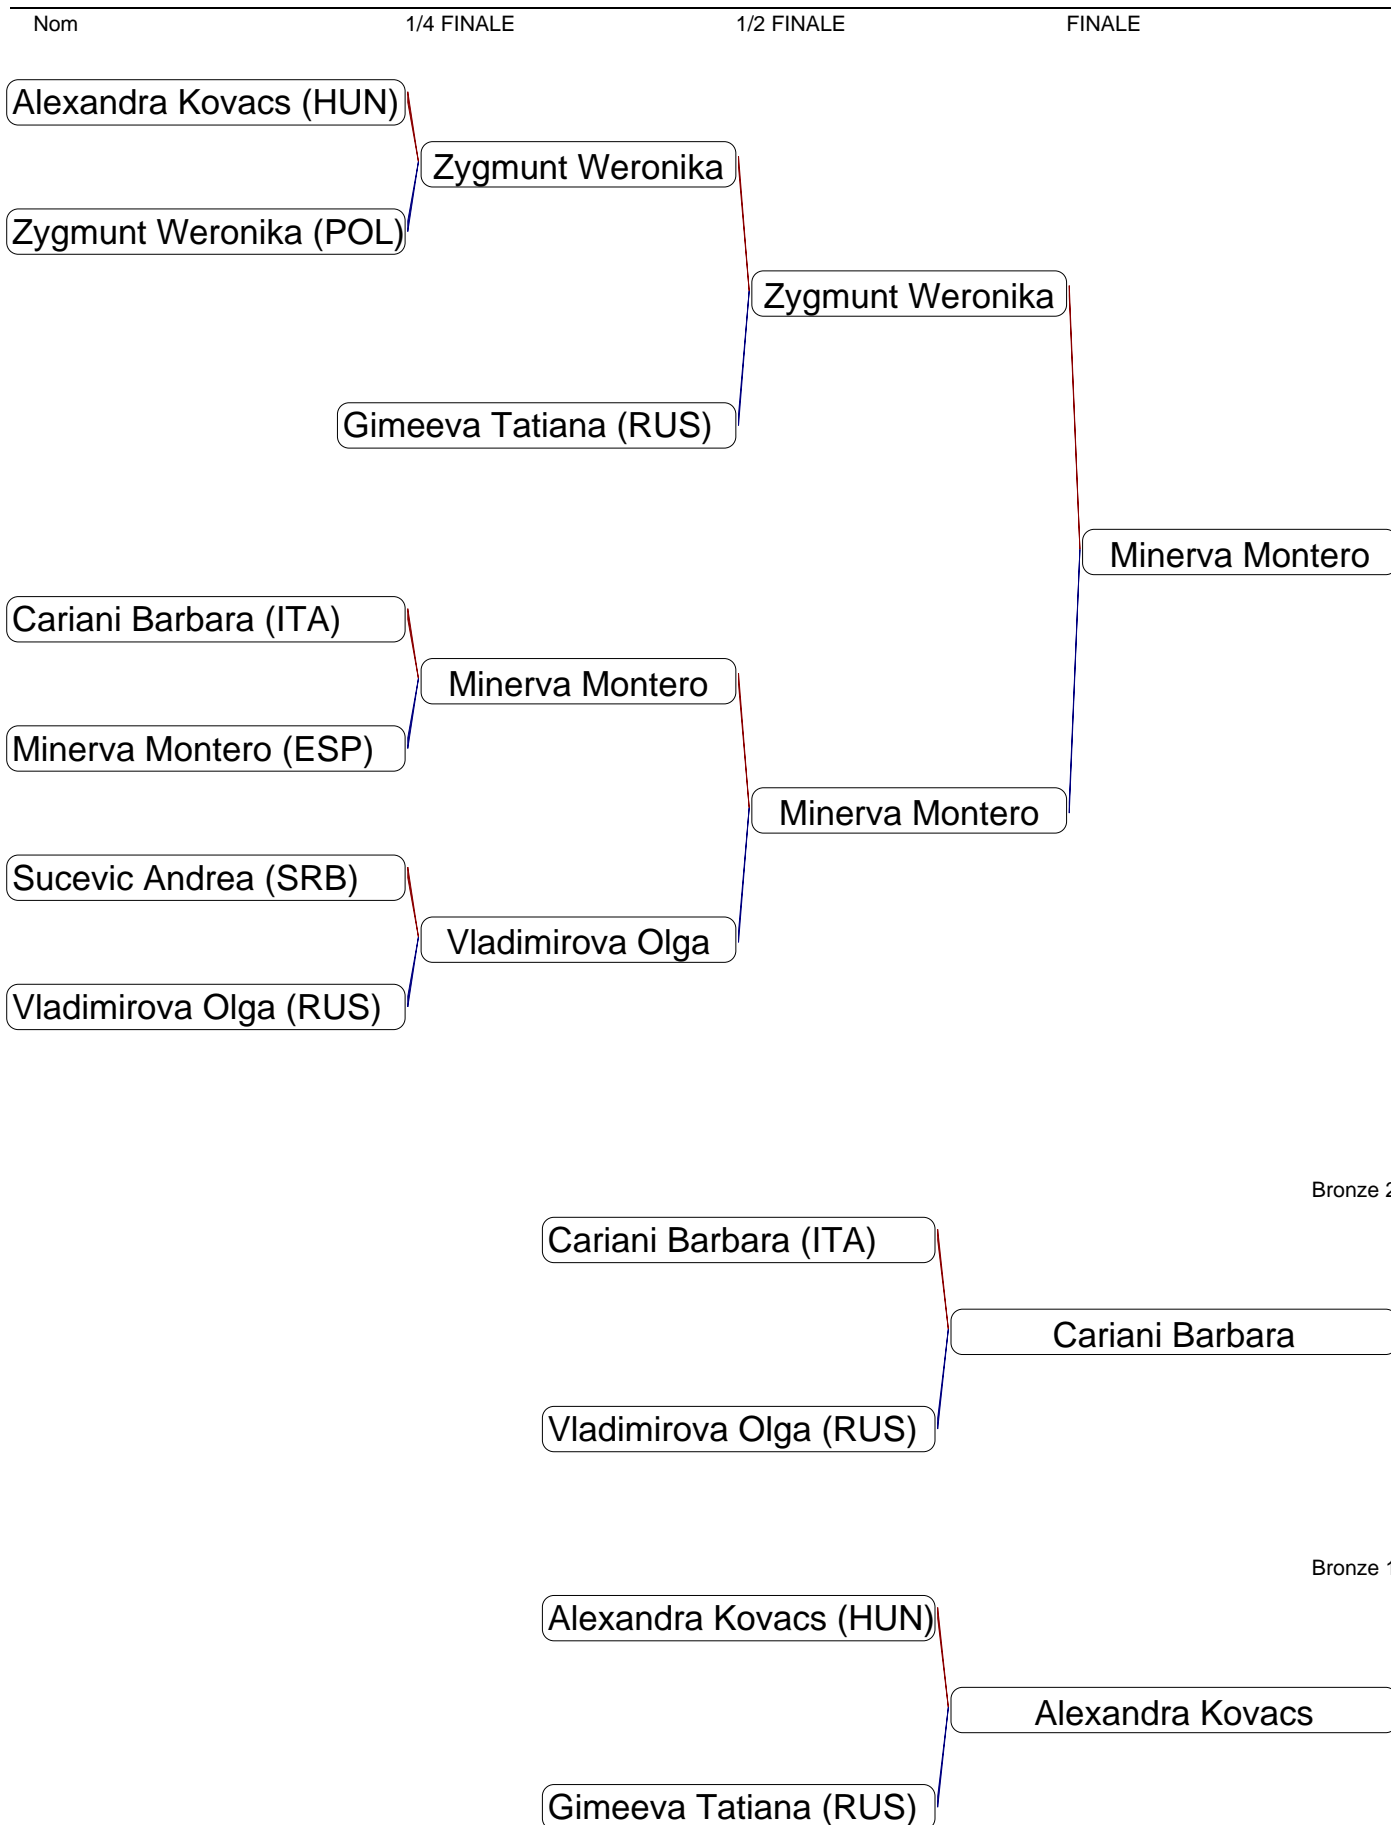 Nom 1/4 FINALE 1/2 FINALE FINALE
Alexandra Kovacs (HUN)
Zygmunt Weronika
Zygmunt Weronika (POL)
Zygmunt Weronika
Gimeeva Tatiana (RUS)
Minerva Montero
Cariani Barbara (ITA)
Minerva Montero
Minerva Montero (ESP)
Minerva Montero
Sucevic Andrea (SRB)
Vladimirova Olga
Vladimirova Olga (RUS)
Bronze 2
Cariani Barbara (ITA)
Cariani Barbara
Vladimirova Olga (RUS)
Bronze 1
Alexandra Kovacs (HUN)
Alexandra Kovacs
Gimeeva Tatiana (RUS)